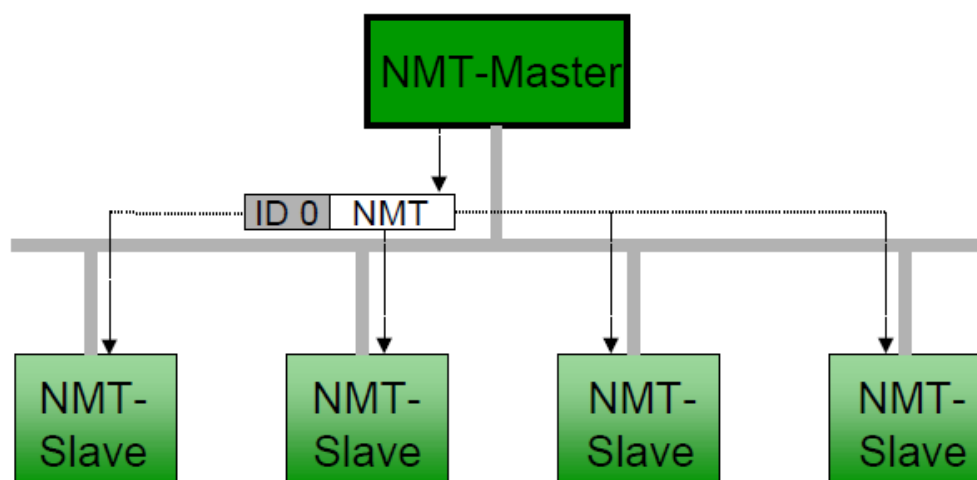 NMT-Master
ID 0 NMT
NMT-
Slave
NMT-
Slave
NMT-
Slave
NMT-
Slave